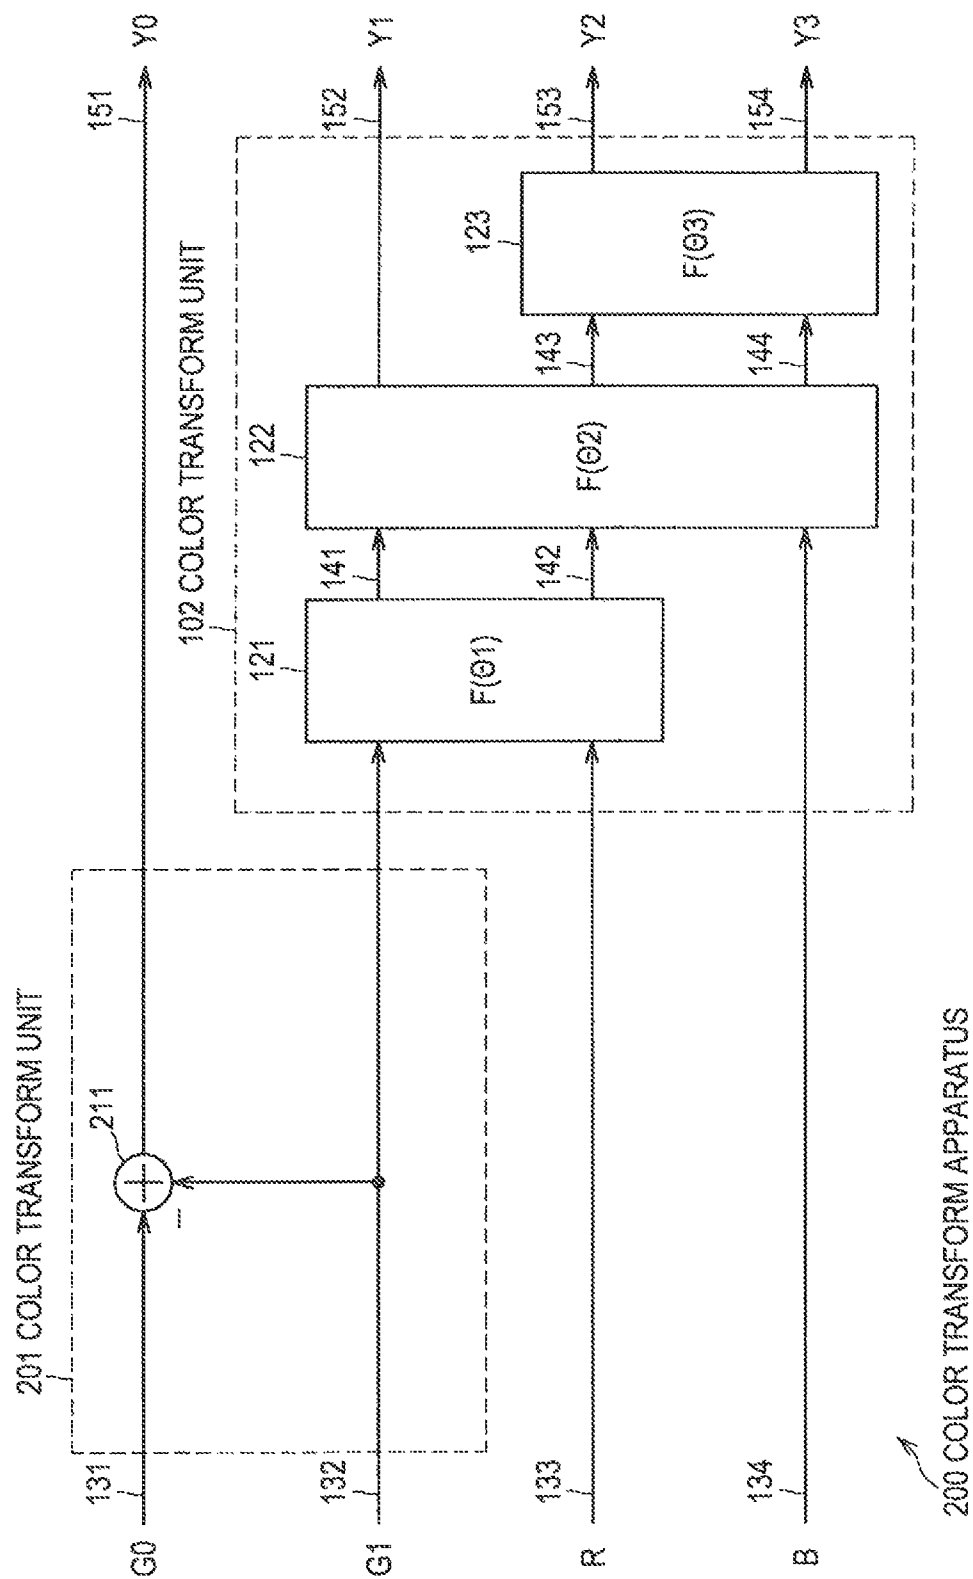 201 COLOR TRANSFORM UNIT
102 COLOR TRANSFORM UNIT
G0
131
211
−
151
Y0
G1
132
121
F(Θ1)
141
142
122
F(Θ2)
152
Y1
R
133
143
144
123
F(Θ3)
153
Y2
B
134
154
Y3
200 COLOR TRANSFORM APPARATUS